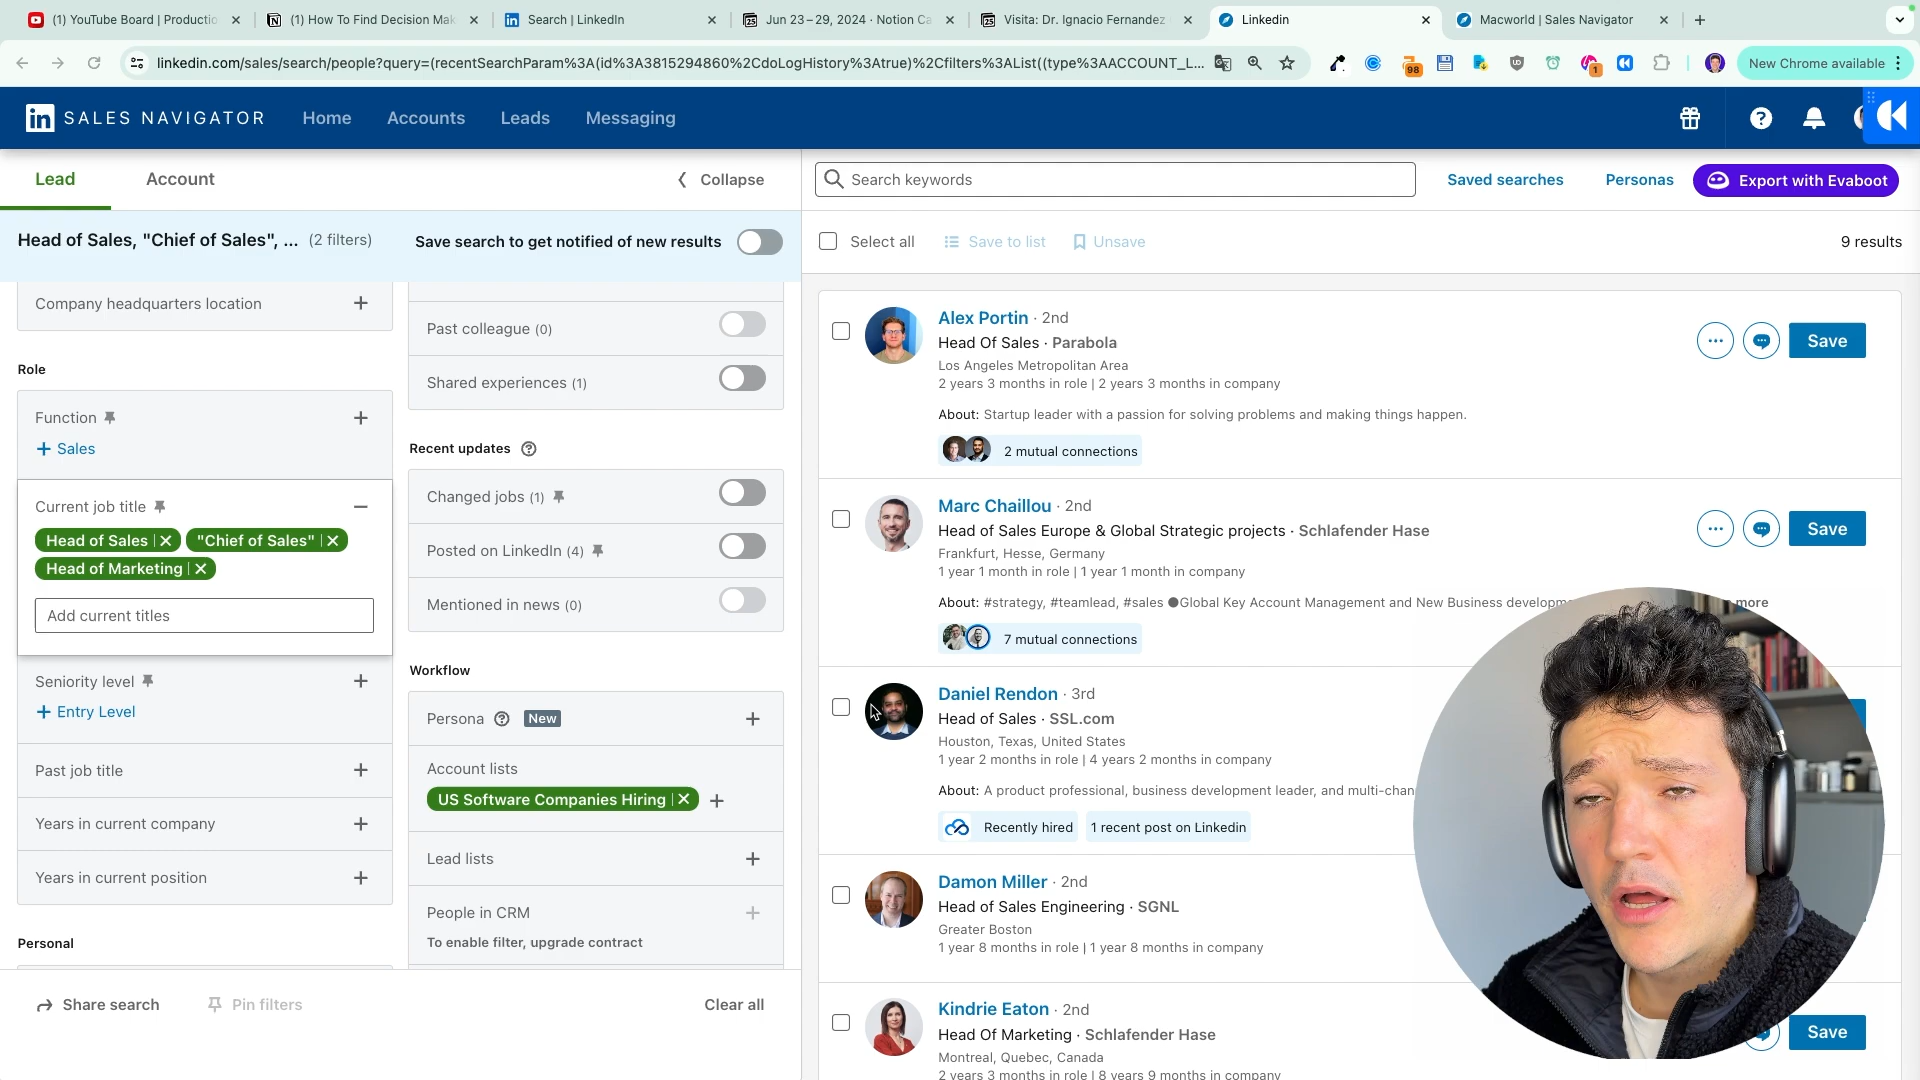 (1) YouTube Board | Productio
(1) How To Find Decision Mak
Search | LinkedIn
Jun 23 – 29, 2024 · Notion Ca
Visita: Dr. Ignacio Fernandez
Linkedin
Macworld | Sales Navigator
linkedin.com/sales/search/people?query=(recentSearchParam%3A(id%3A3815294860%2CdoLogHistory%3Atrue)%2Cfilters%3AList((type%3AACCOUNT_L...
98
1
New Chrome available
in SALES NAVIGATOR
Home
Accounts
Leads
Messaging
Lead
Account
Collapse
Search keywords
Saved searches
Personas
Export with Evaboot
Head of Sales, "Chief of Sales", ... (2 filters)
Save search to get notified of new results
Select all
Save to list
Unsave
9 results
Company headquarters location
Role
Function
Sales
Current job title
Head of Sales
"Chief of Sales"
Head of Marketing
Add current titles
Seniority level
Entry Level
Past job title
Years in current company
Years in current position
Personal
Past colleague (0)
Shared experiences (1)
Recent updates
Changed jobs (1)
Posted on LinkedIn (4)
Mentioned in news (0)
Workflow
Persona New
Account lists
US Software Companies Hiring
Lead lists
People in CRM
To enable filter, upgrade contract
Share search
Pin filters
Clear all
Alex Portin · 2nd
Head Of Sales · Parabola
Los Angeles Metropolitan Area
2 years 3 months in role | 2 years 3 months in company
About: Startup leader with a passion for solving problems and making things happen.
2 mutual connections
Save
Marc Chaillou · 2nd
Head of Sales Europe & Global Strategic projects · Schlafender Hase
Frankfurt, Hesse, Germany
1 year 1 month in role | 1 year 1 month in company
About: #strategy, #teamlead, #sales ●Global Key Account Management and New Business developm
more
7 mutual connections
Save
Daniel Rendon · 3rd
Head of Sales · SSL.com
Houston, Texas, United States
1 year 2 months in role | 4 years 2 months in company
About: A product professional, business development leader, and multi-chan
Recently hired
1 recent post on Linkedin
Damon Miller · 2nd
Head of Sales Engineering · SGNL
Greater Boston
1 year 8 months in role | 1 year 8 months in company
Kindrie Eaton · 2nd
Head Of Marketing · Schlafender Hase
Montreal, Quebec, Canada
2 years 3 months in role | 8 years 9 months in company
Save